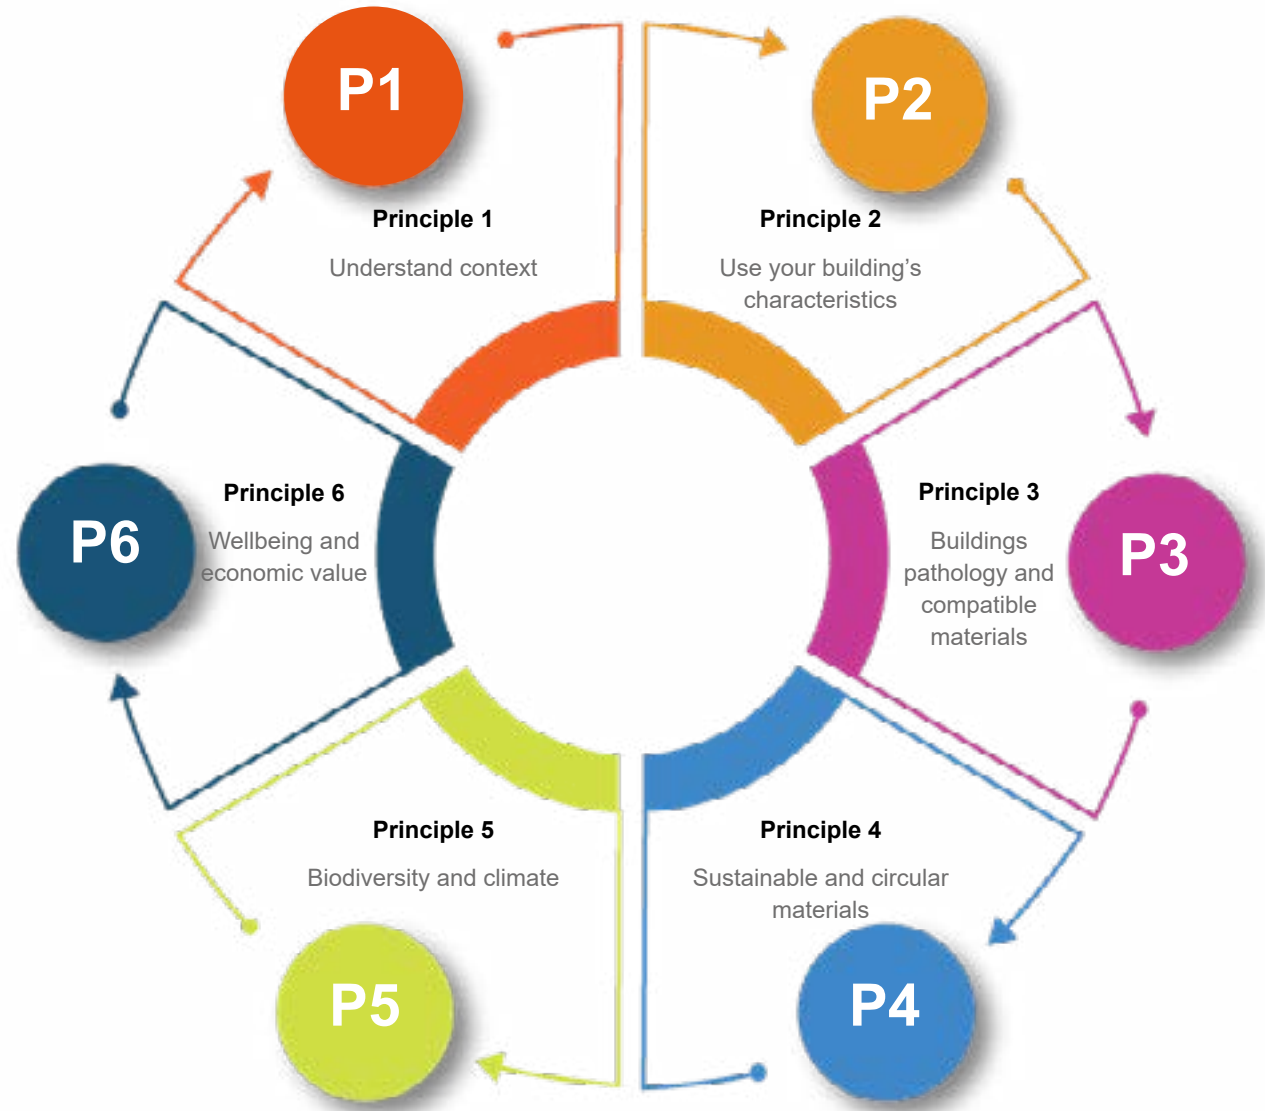 P1
Principle 1
Understand context
P2
Principle 2
Use your building’s
characteristics
P3
Principle 3
Buildings
pathology and
compatible
materials
P4
Principle 4
Sustainable and circular
materials
P5
Principle 5
Biodiversity and climate
P6
Principle 6
Wellbeing and
economic value